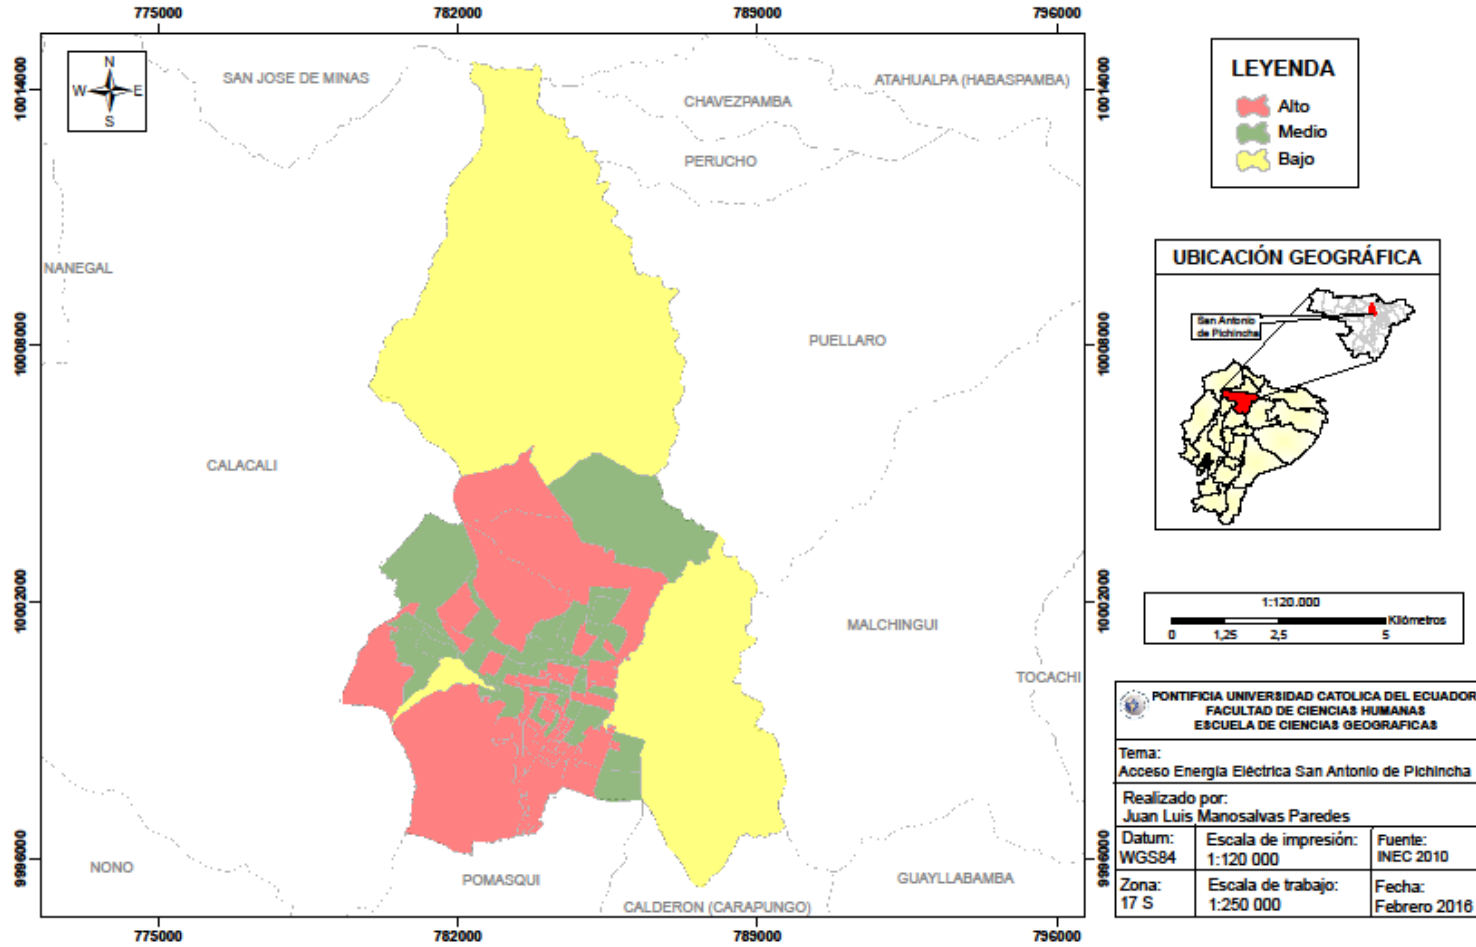 775000
782000
789000
796000
10014000
10014000
N
W
E
S
SAN JOSE DE MINAS
ATAHUALPA (HABASPAMBA)
CHAVEZPAMBA
PERUCHO
NANEGAL
10008000
10008000
PUELLARO
CALACALI
10002000
10002000
MALCHINGUI
TOCACHI
9996000
9996000
NONO
POMASQUI
GUAYLLABAMBA
CALDERON (CARAPUNGO)
775000
782000
789000
796000
LEYENDA
Alto
Medio
Bajo
UBICACIÓN GEOGRÁFICA
San Antonio
de Pichincha
1:120.000
Kilómetros
0 1,25 2,5 5
PONTIFICIA UNIVERSIDAD CATOLICA DEL ECUADOR
FACULTAD DE CIENCIAS HUMANAS
ESCUELA DE CIENCIAS GEOGRAFICAS
Tema:
Acceso Energía Eléctrica San Antonio de Pichincha
Realizado por:
Juan Luis Manosalvas Paredes
Datum:
WGS84
Escala de impresión:
1:120 000
Fuente:
INEC 2010
Zona:
17 S
Escala de trabajo:
1:250 000
Fecha:
Febrero 2016